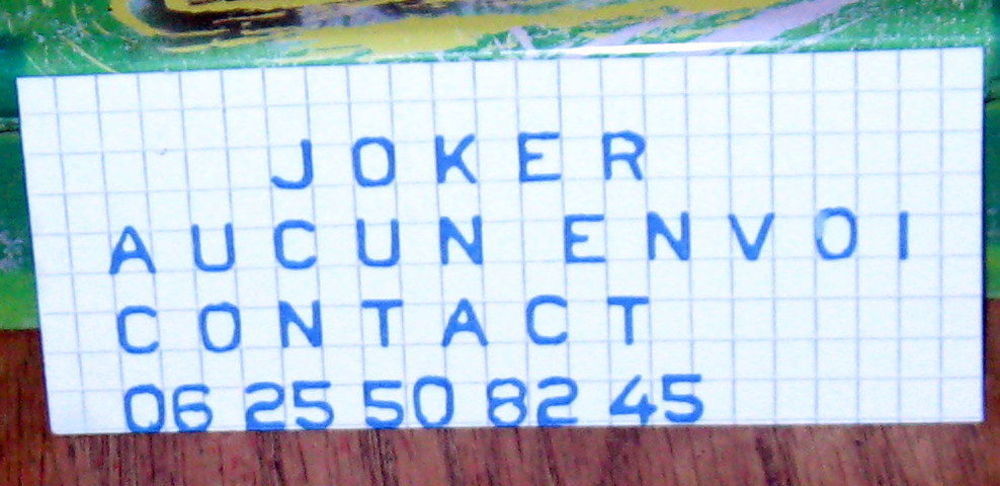 JOKER
AUCUN ENVOI
CONTACT
06 25 50 82 45